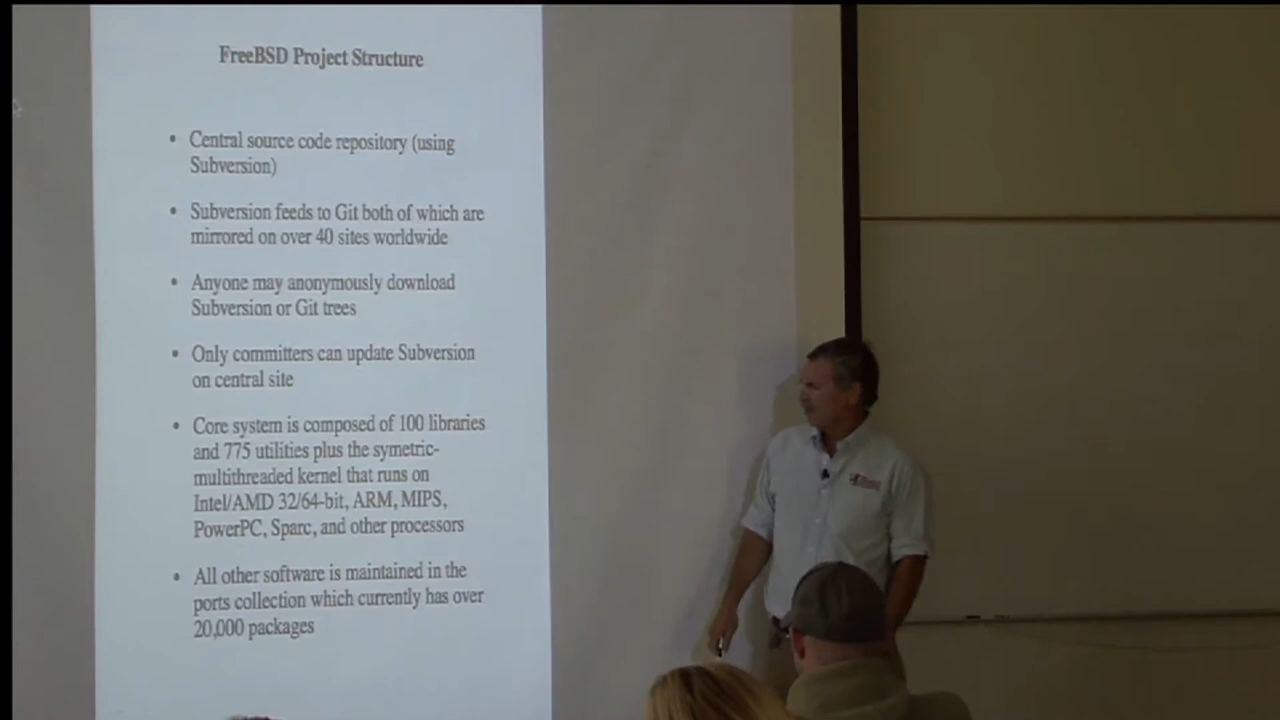 FreeBSD Project Structure
• Central source code repository (using
Subversion)
• Subversion feeds to Git both of which are
mirrored on over 40 sites worldwide
• Anyone may anonymously download
Subversion or Git trees
• Only committers can update Subversion
on central site
• Core system is composed of 100 libraries
and 775 utilities plus the symetric-
multithreaded kernel that runs on
Intel/AMD 32/64-bit, ARM, MIPS,
PowerPC, Sparc, and other processors
• All other software is maintained in the
ports collection which currently has over
20,000 packages